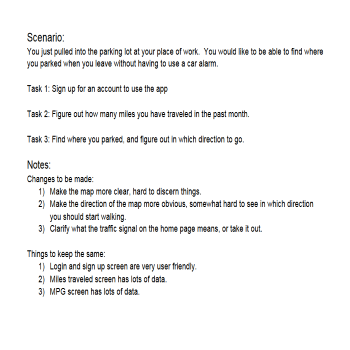 Scenario:
You just pulled into the parking lot at your place of work. You would like to be able to find where
you parked when you leave without having to use a car alarm.
Task 1: Sign up for an account to use the app
Task 2: Figure out how many miles you have traveled in the past month.
Task 3: Find where you parked, and figure out in which direction to go.
Notes:
Changes to be made:
1) Make the map more clear, hard to discern things.
2) Make the direction of the map more obvious, somewhat hard to see in which direction
you should start walking.
3) Clarify what the traffic signal on the home page means, or take it out.
Things to keep the same:
1) Login and sign up screen are very user friendly.
2) Miles traveled screen has lots of data.
3) MPG screen has lots of data.